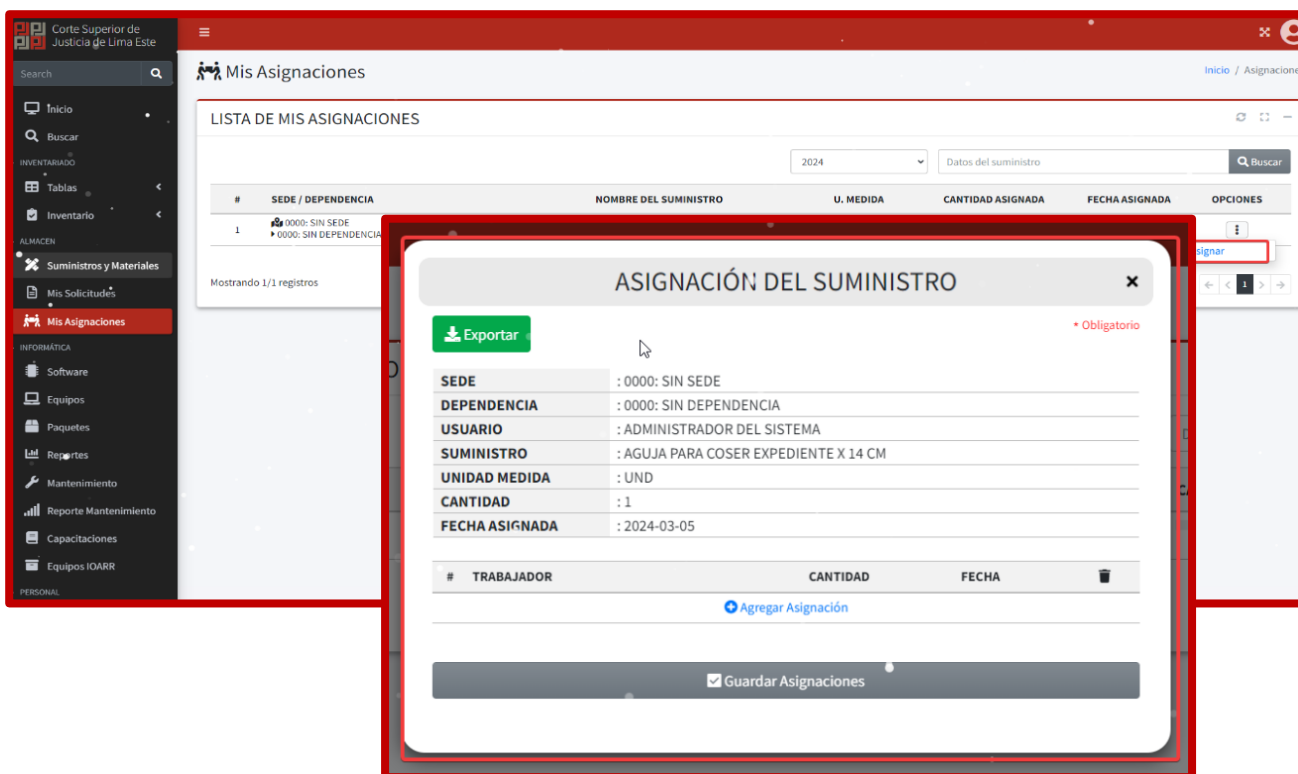 Corte Superior de
Justicia de Lima Este
Search
Mis Asignaciones
Inicio / Asignacione
Inicio
Buscar
INVENTARIADO
Tablas
Inventario
ALMACEN
Suministros y Materiales
Mis Solicitudes
Mis Asignaciones
INFORMÁTICA
Software
Equipos
Paquetes
Reportes
Mantenimiento
Reporte Mantenimiento
Capacitaciones
Equipos IOARR
PERSONAL
LISTA DE MIS ASIGNACIONES
2024 Datos del suministro Buscar
# SEDE / DEPENDENCIA NOMBRE DEL SUMINISTRO U. MEDIDA CANTIDAD ASIGNADA FECHA ASIGNADA OPCIONES
1 0000: SIN SEDE
0000: SIN DEPENDENCIA
signar
Mostrando 1/1 registros
1
ASIGNACIÓN DEL SUMINISTRO
Exportar
* Obligatorio
SEDE : 0000: SIN SEDE
DEPENDENCIA : 0000: SIN DEPENDENCIA
USUARIO : ADMINISTRADOR DEL SISTEMA
SUMINISTRO : AGUJA PARA COSER EXPEDIENTE X 14 CM
UNIDAD MEDIDA : UND
CANTIDAD : 1
FECHA ASIGNADA : 2024-03-05
# TRABAJADOR CANTIDAD FECHA
Agregar Asignación
Guardar Asignaciones